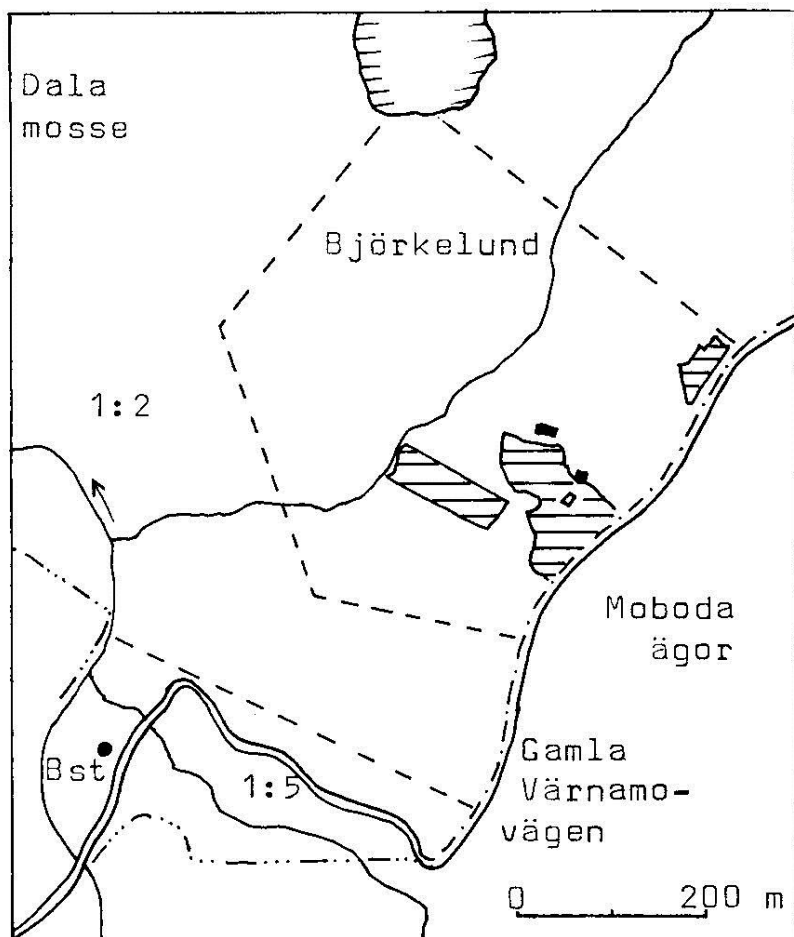 Dala
mosse
Björkelund
1:2
Moboda
ägor
Bst
1:5
Gamla
Värnamo-
vägen
0 200 m